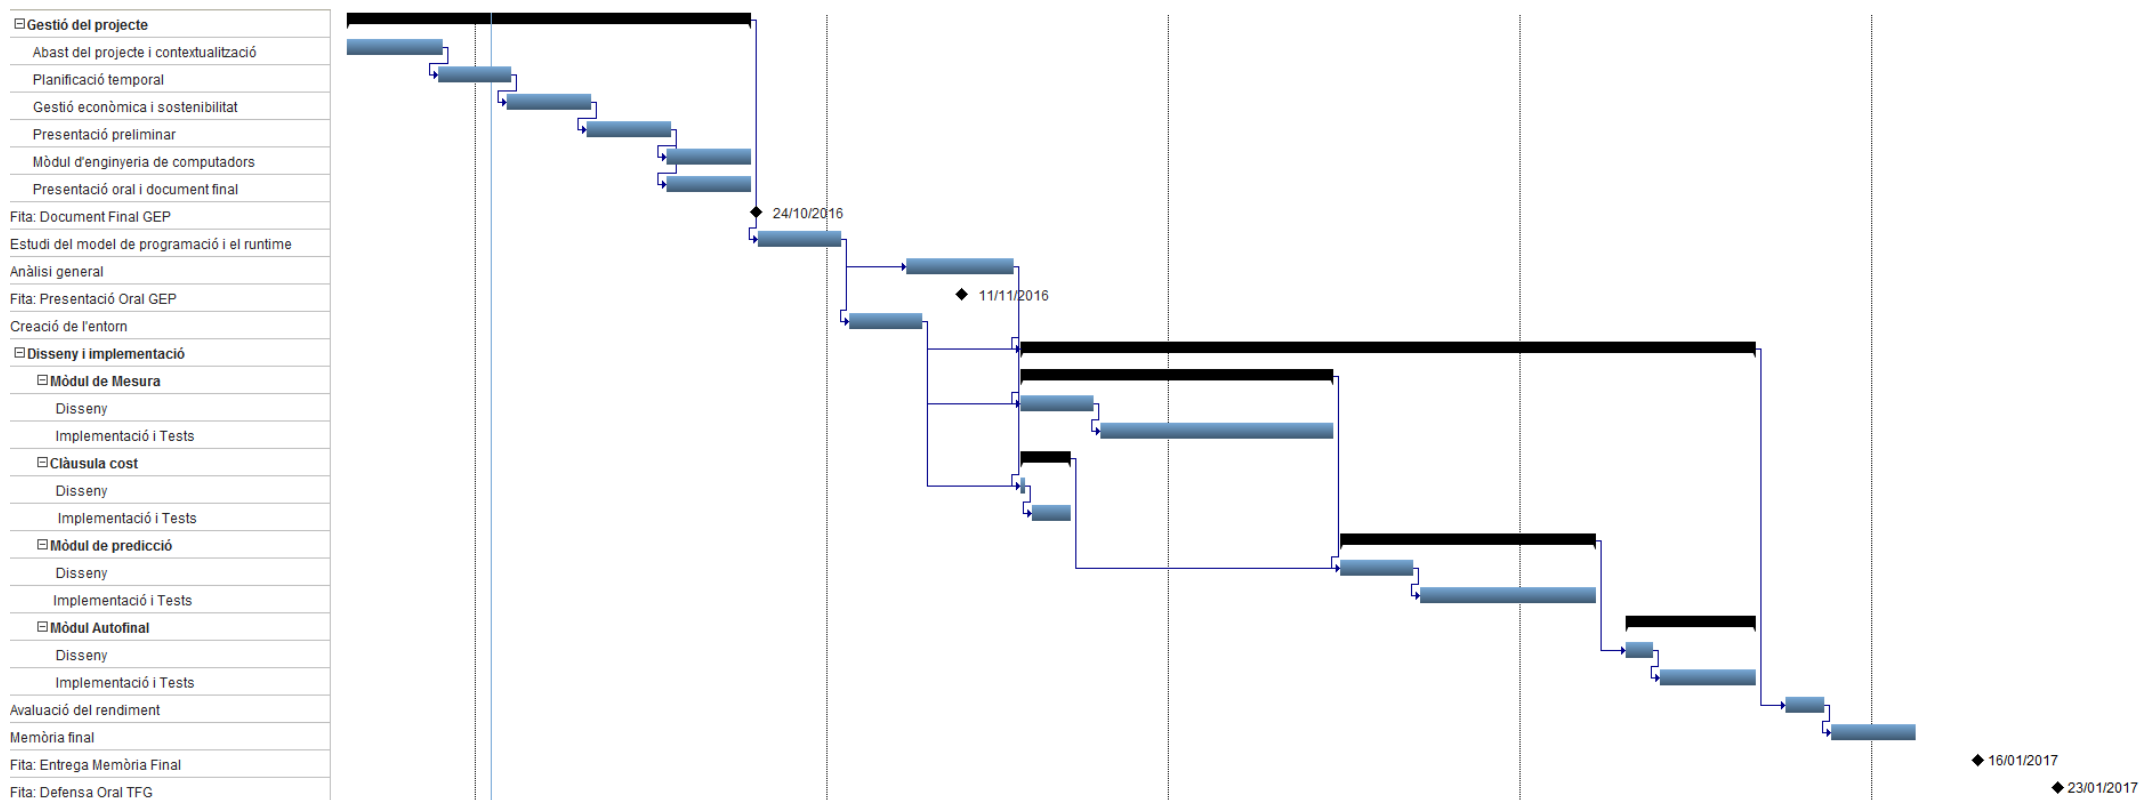 Gestió del projecte
Abast del projecte i contextualització
Planificació temporal
Gestió econòmica i sostenibilitat
Presentació preliminar
Mòdul d'enginyeria de computadors
Presentació oral i document final
Fita: Document Final GEP
24/10/2016
Estudi del model de programació i el runtime
Anàlisi general
Fita: Presentació Oral GEP
11/11/2016
Creació de l'entorn
Disseny i implementació
Mòdul de Mesura
Disseny
Implementació i Tests
Clàusula cost
Disseny
Implementació i Tests
Mòdul de predicció
Disseny
Implementació i Tests
Mòdul Autofinal
Disseny
Implementació i Tests
Avaluació del rendiment
Memòria final
Fita: Entrega Memòria Final
16/01/2017
Fita: Defensa Oral TFG
23/01/2017